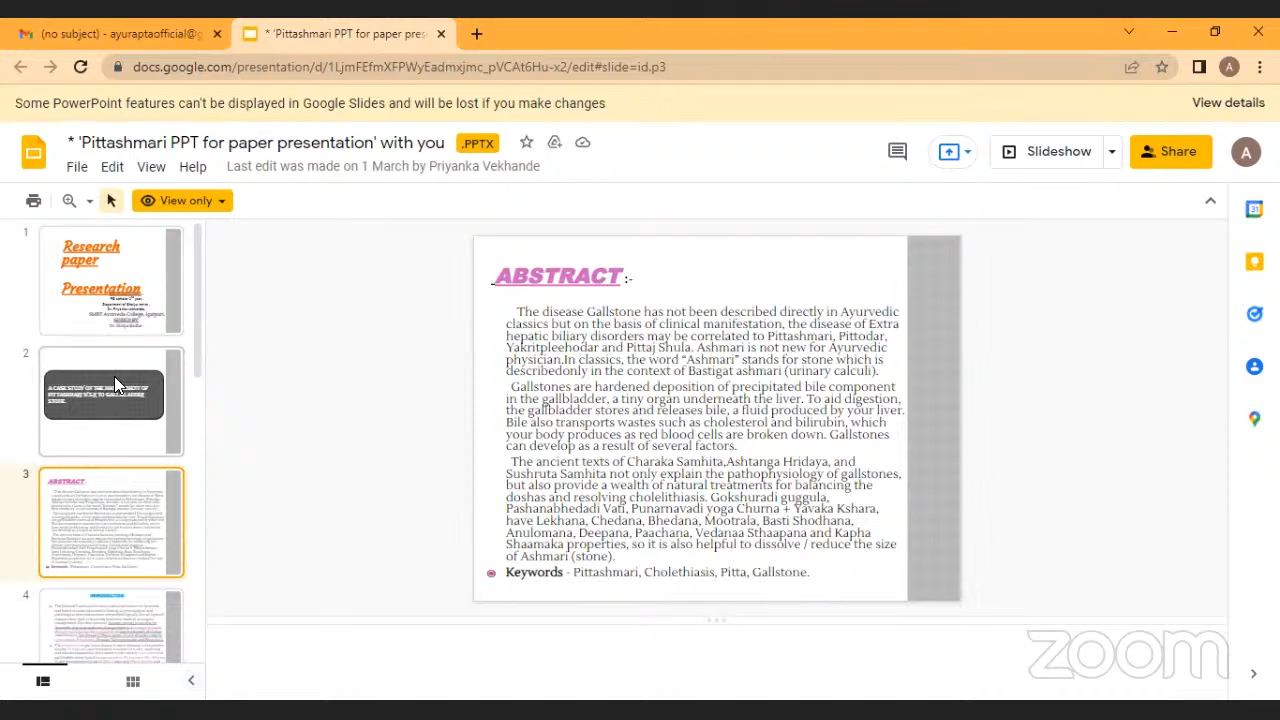 (no subject) - ayuraptaofficial@g
* 'Pittashmari PPT for paper pres
docs.google.com/presentation/d/1LjmFEfmXFPWyEadmxjmc_pVCAt6Hu-x2/edit#slide=id.p3
A
Some PowerPoint features can't be displayed in Google Slides and will be lost if you make changes
View details
* 'Pittashmari PPT for paper presentation' with you
.PPTX
File Edit View Help
Last edit was made on 1 March by Priyanka Vekhande
Slideshow
Share
A
View only
31
1
Research
paper
Presentation
2
3
ABSTRACT
4
INTRODUCTION
ABSTRACT :-
The disease Gallstone has not been described directly in Ayurvedic
classics but on the basis of clinical manifestation, the disease of Extra
hepatic biliary disorders may be correlated to Pittashmari, Pittodar,
Yakritpleehodar and Pittaj Shula. Ashmari is not new for Ayurvedic
physician.In classics, the word “Ashmari” stands for stone which is
describedonly in the context of Bastigat ashmari (urinary calculi).
Gallstones are hardened deposition of precipitated bile component
in the gallbladder, a tiny organ underneath the liver. To aid digestion,
the gallbladder stores and releases bile, a fluid produced by your liver.
Bile also transports wastes such as cholesterol and bilirubin, which
your body produces as red blood cells are broken down. Gallstones
can develop as a result of several factors.
The ancient texts of Charaka Samhita,Ashtanga Hridaya, and
Sushruta Samhita not only explain the pathophysiology of gallstones,
but also provide a wealth of natural treatments for balancing the
doshas and resolving cholelithiasis. Goksharadi guggula,
Pashanbhedadi Vati, Punarnavadi yoga Churna + Yavak Kshara,
Chedana, Bhedana, Mootrala, Basti Shodhana,
Anulomana, Deepana, Paachana, Vedanaa Sthaapana and Kapha
Shamana properties, so it is also helpful to dissolve / reduce the size
of Asmari (stone).
Keywords - Pittashmari, Cholethiasis, Pitta, Gallstone.
zoom